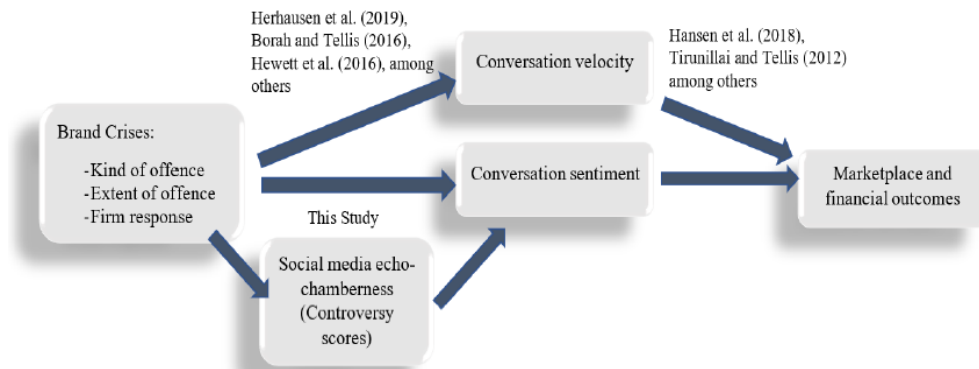 Herhausen et al. (2019),
Borah and Tellis (2016),
Hewett et al. (2016), among
others
Conversation velocity
Hansen et al. (2018),
Tirunillai and Tellis (2012)
among others
Brand Crises:
-Kind of offence
-Extent of offence
-Firm response
Conversation sentiment
Marketplace and
financial outcomes
This Study
Social media echo-
chamberness
(Controversy
scores)